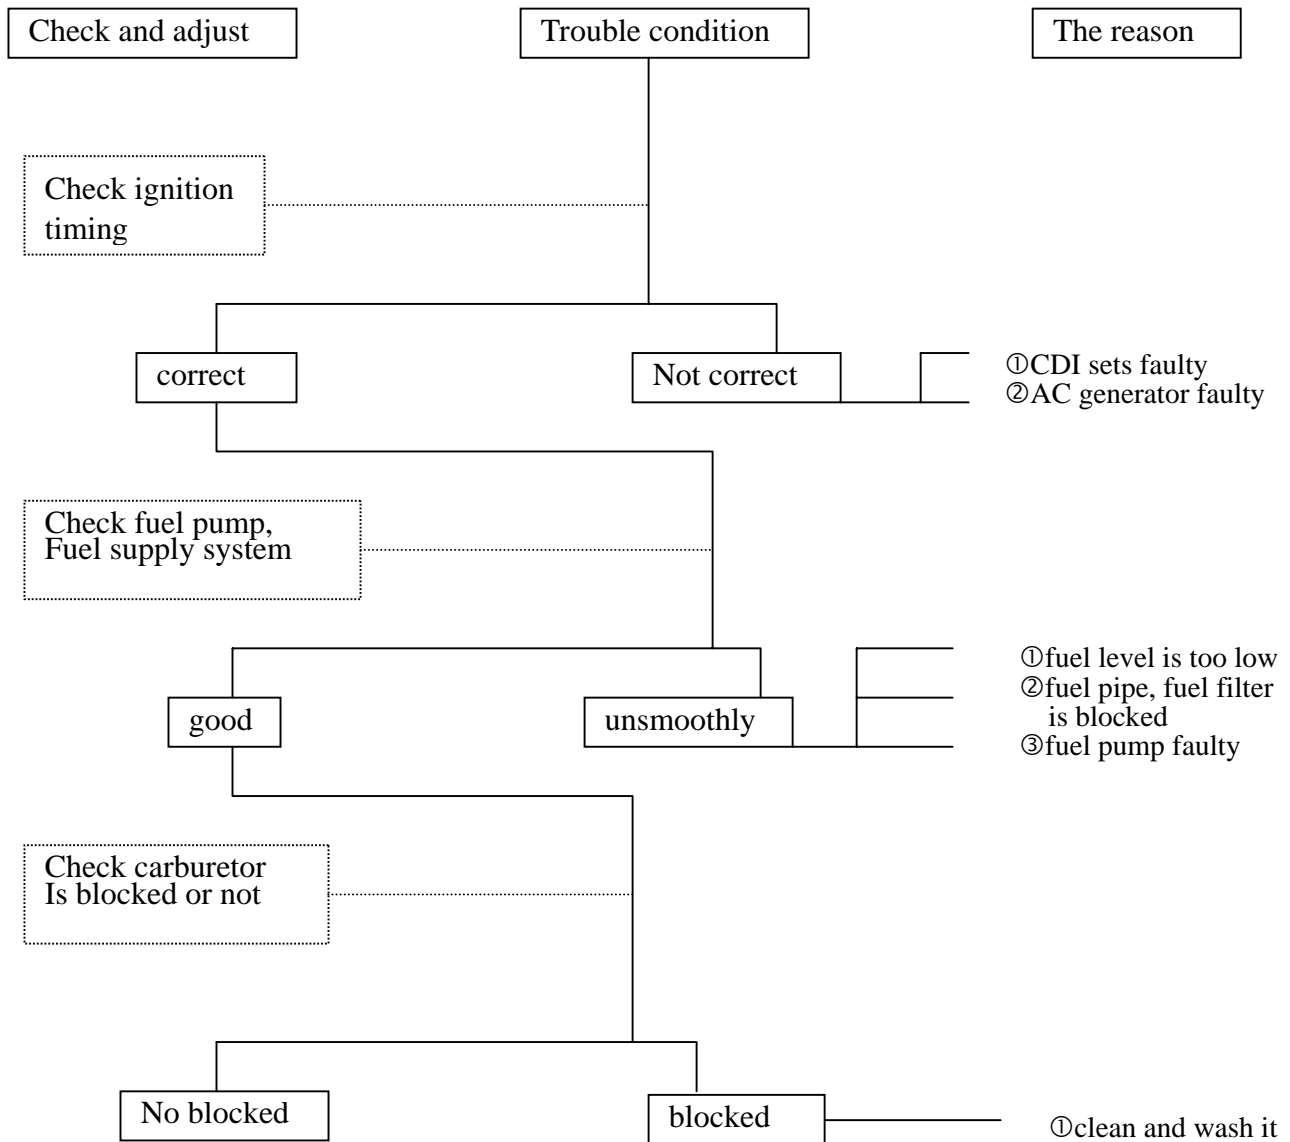 Check and adjust
Trouble condition
The reason
Check ignition
timing
correct
Not correct
①CDI sets faulty
②AC generator faulty
Check fuel pump,
Fuel supply system
good
unsmoothly
①fuel level is too low
②fuel pipe, fuel filter
is blocked
③fuel pump faulty
Check carburetor
Is blocked or not
No blocked
blocked
①clean and wash it